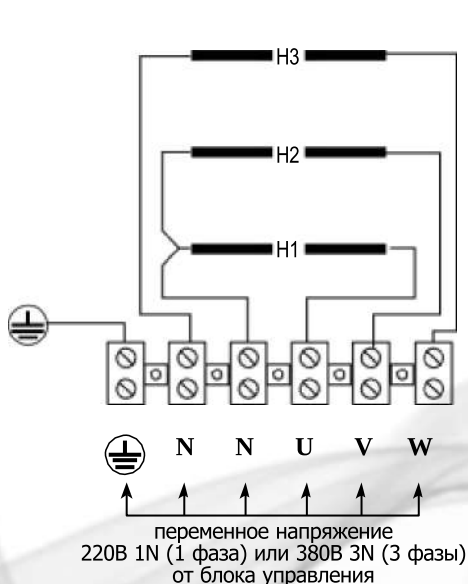 H3
H2
H1
N N U V W
переменное напряжение
220В 1N (1 фаза) или 380В 3N (3 фазы)
от блока управления